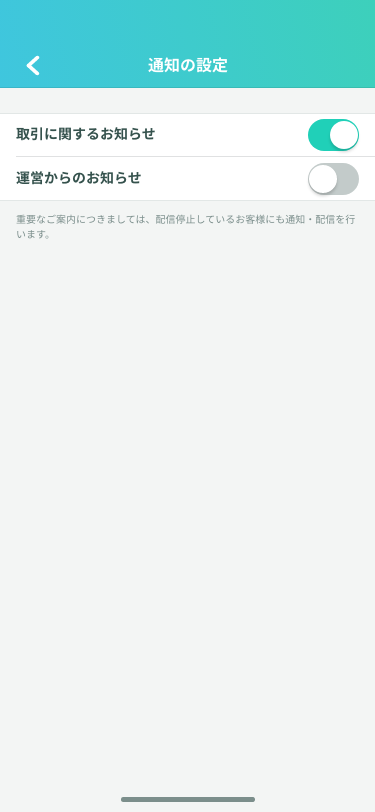 通知の設定
取引に関するお知らせ
運営からのお知らせ
重要なご案内につきましては、配信停止しているお客様にも通知・配信を行
います。